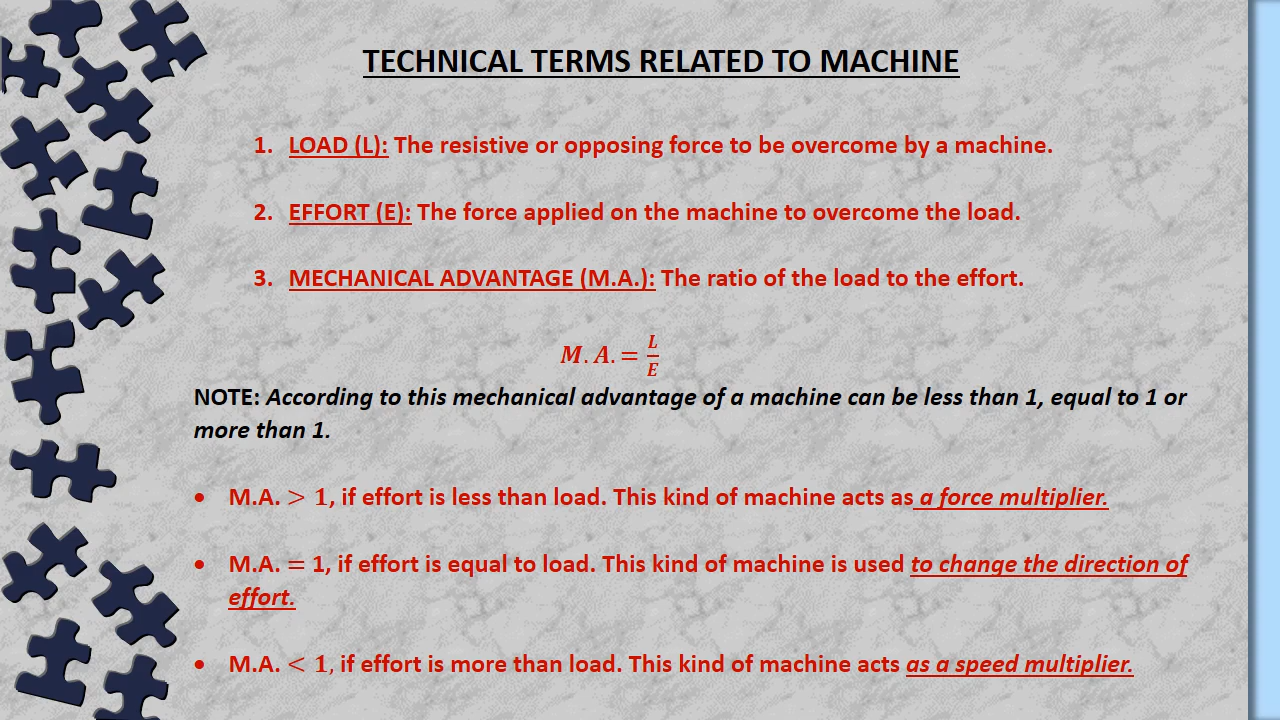 TECHNICAL TERMS RELATED TO MACHINE
1. LOAD (L): The resistive or opposing force to be overcome by a machine.
2. EFFORT (E): The force applied on the machine to overcome the load.
3. MECHANICAL ADVANTAGE (M.A.): The ratio of the load to the effort.
M. A. = L/E
NOTE: According to this mechanical advantage of a machine can be less than 1, equal to 1 or
more than 1.
• M.A. > 1, if effort is less than load. This kind of machine acts as a force multiplier.
• M.A. = 1, if effort is equal to load. This kind of machine is used to change the direction of
effort.
• M.A. < 1, if effort is more than load. This kind of machine acts as a speed multiplier.